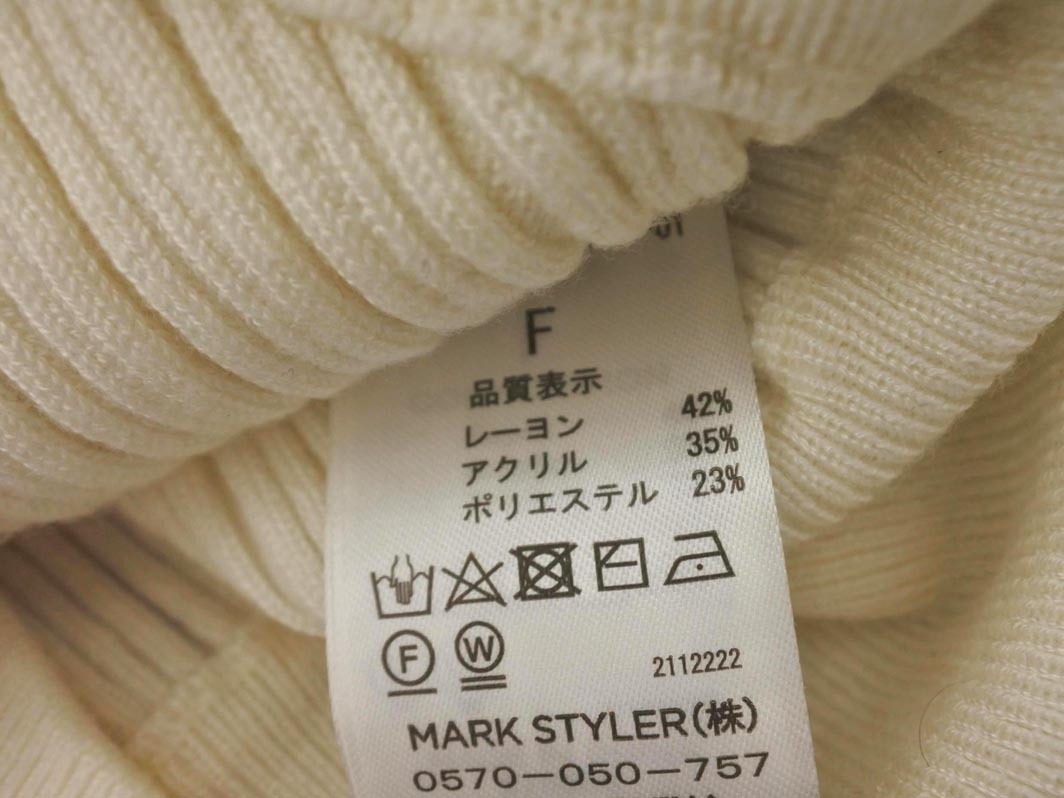 01
F
品質表示
レーヨン 42%
アクリル 35%
ポリエステル 23%
F W
2112222
MARK STYLER(株)
0570-050-757